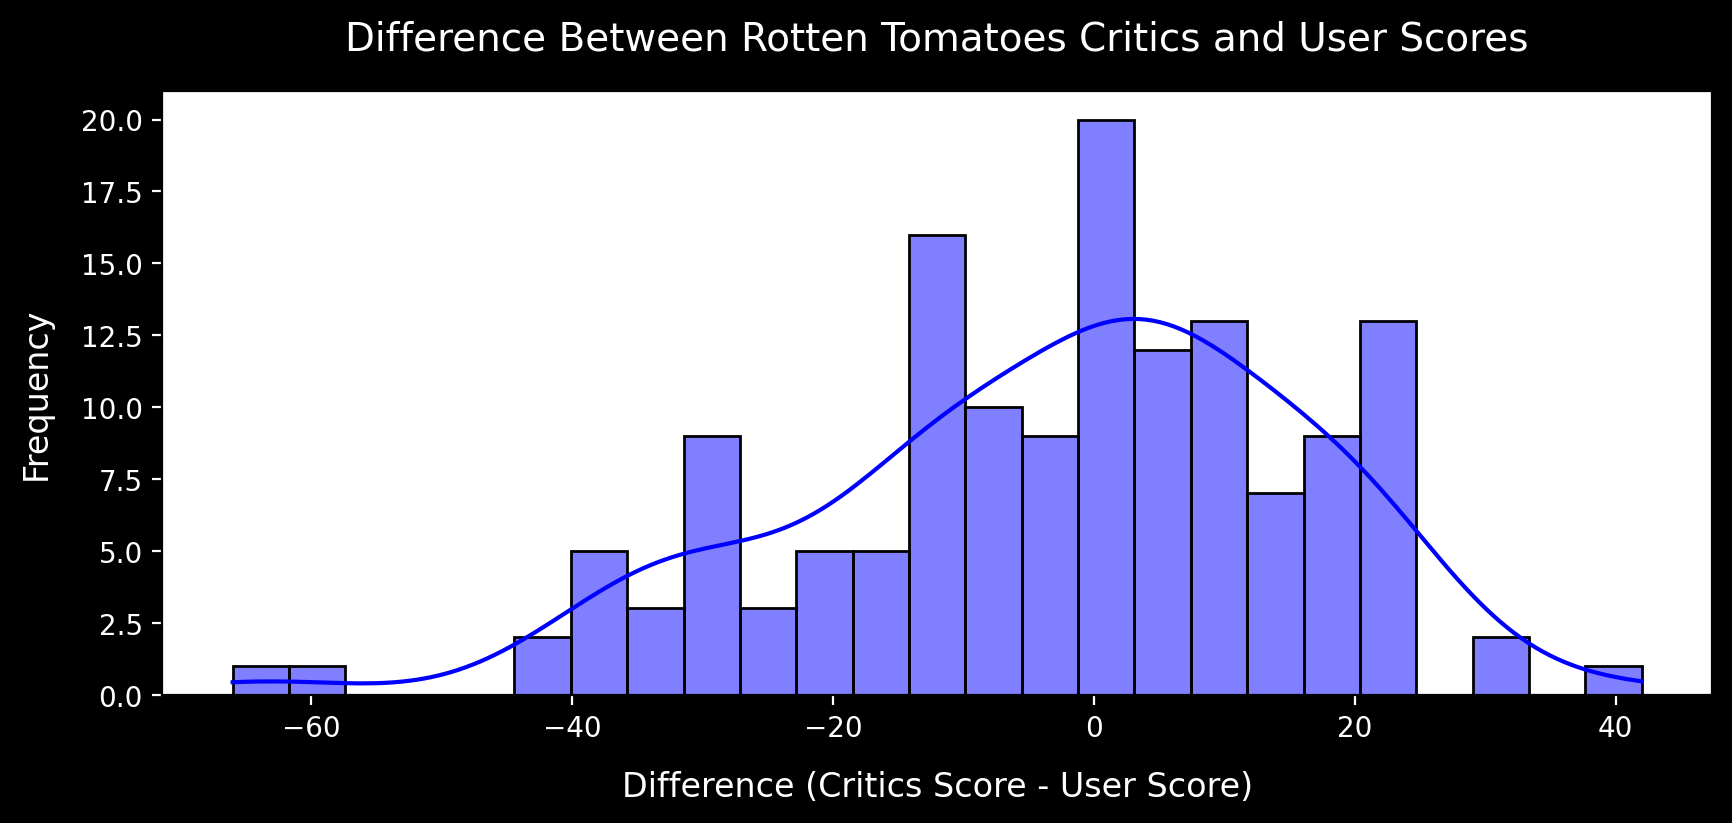 Difference Between Rotten Tomatoes Critics and User Scores
20.0
17.5
15.0
12.5
10.0
7.5
5.0
2.5
0.0
Frequency
−60 −40 −20 0 20 40
Difference (Critics Score - User Score)